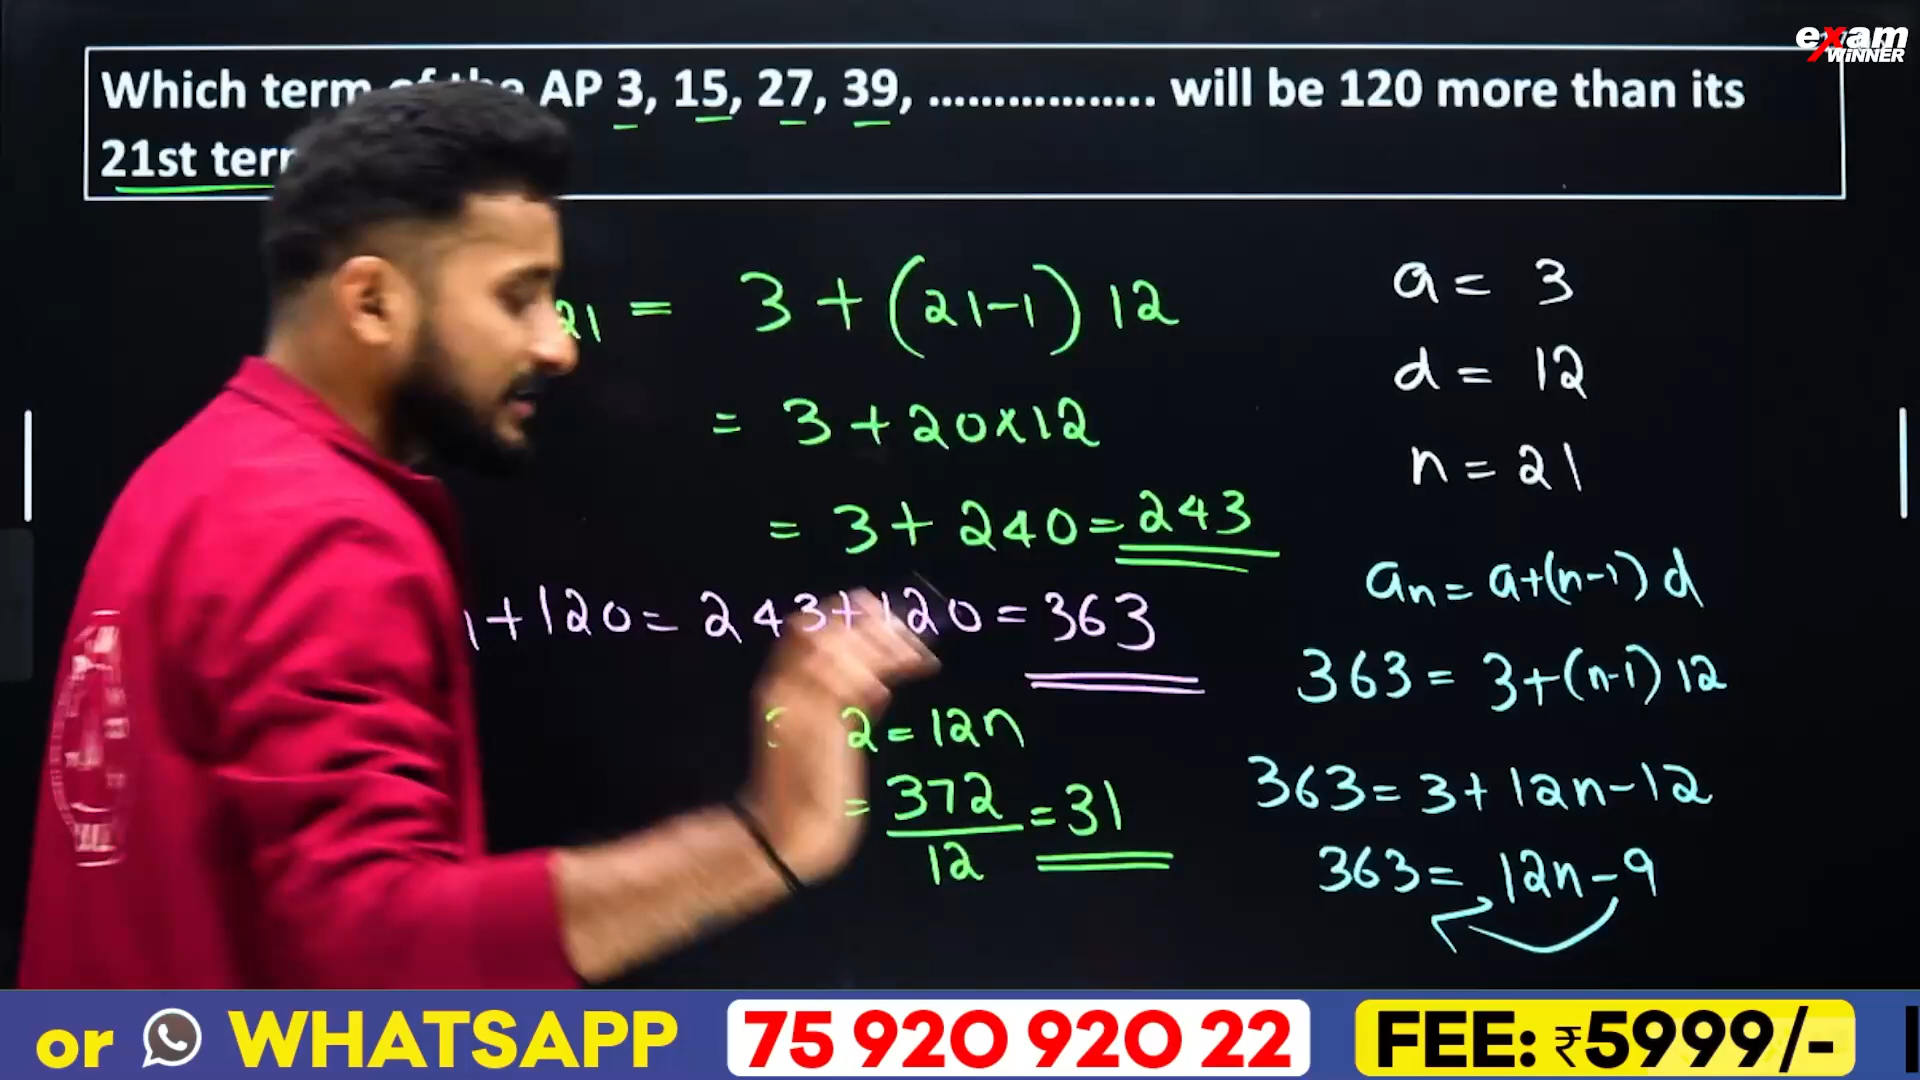 exam
WINNER
Which term of the AP 3, 15, 27, 39, ................. will be 120 more than its
21st
21 = 3 + (21-1) 12
= 3 + 20x12
= 3 + 240 = 243
+ 120 = 243 + 120 = 363
2 = 12n
= 372/12 = 31
a = 3
d = 12
n = 21
an = a+(n-1) d
363 = 3+(n-1) 12
363 = 3 + 12n - 12
363 = 12n - 9
or WHATSAPP 75 920 920 22 FEE: ₹5999/-